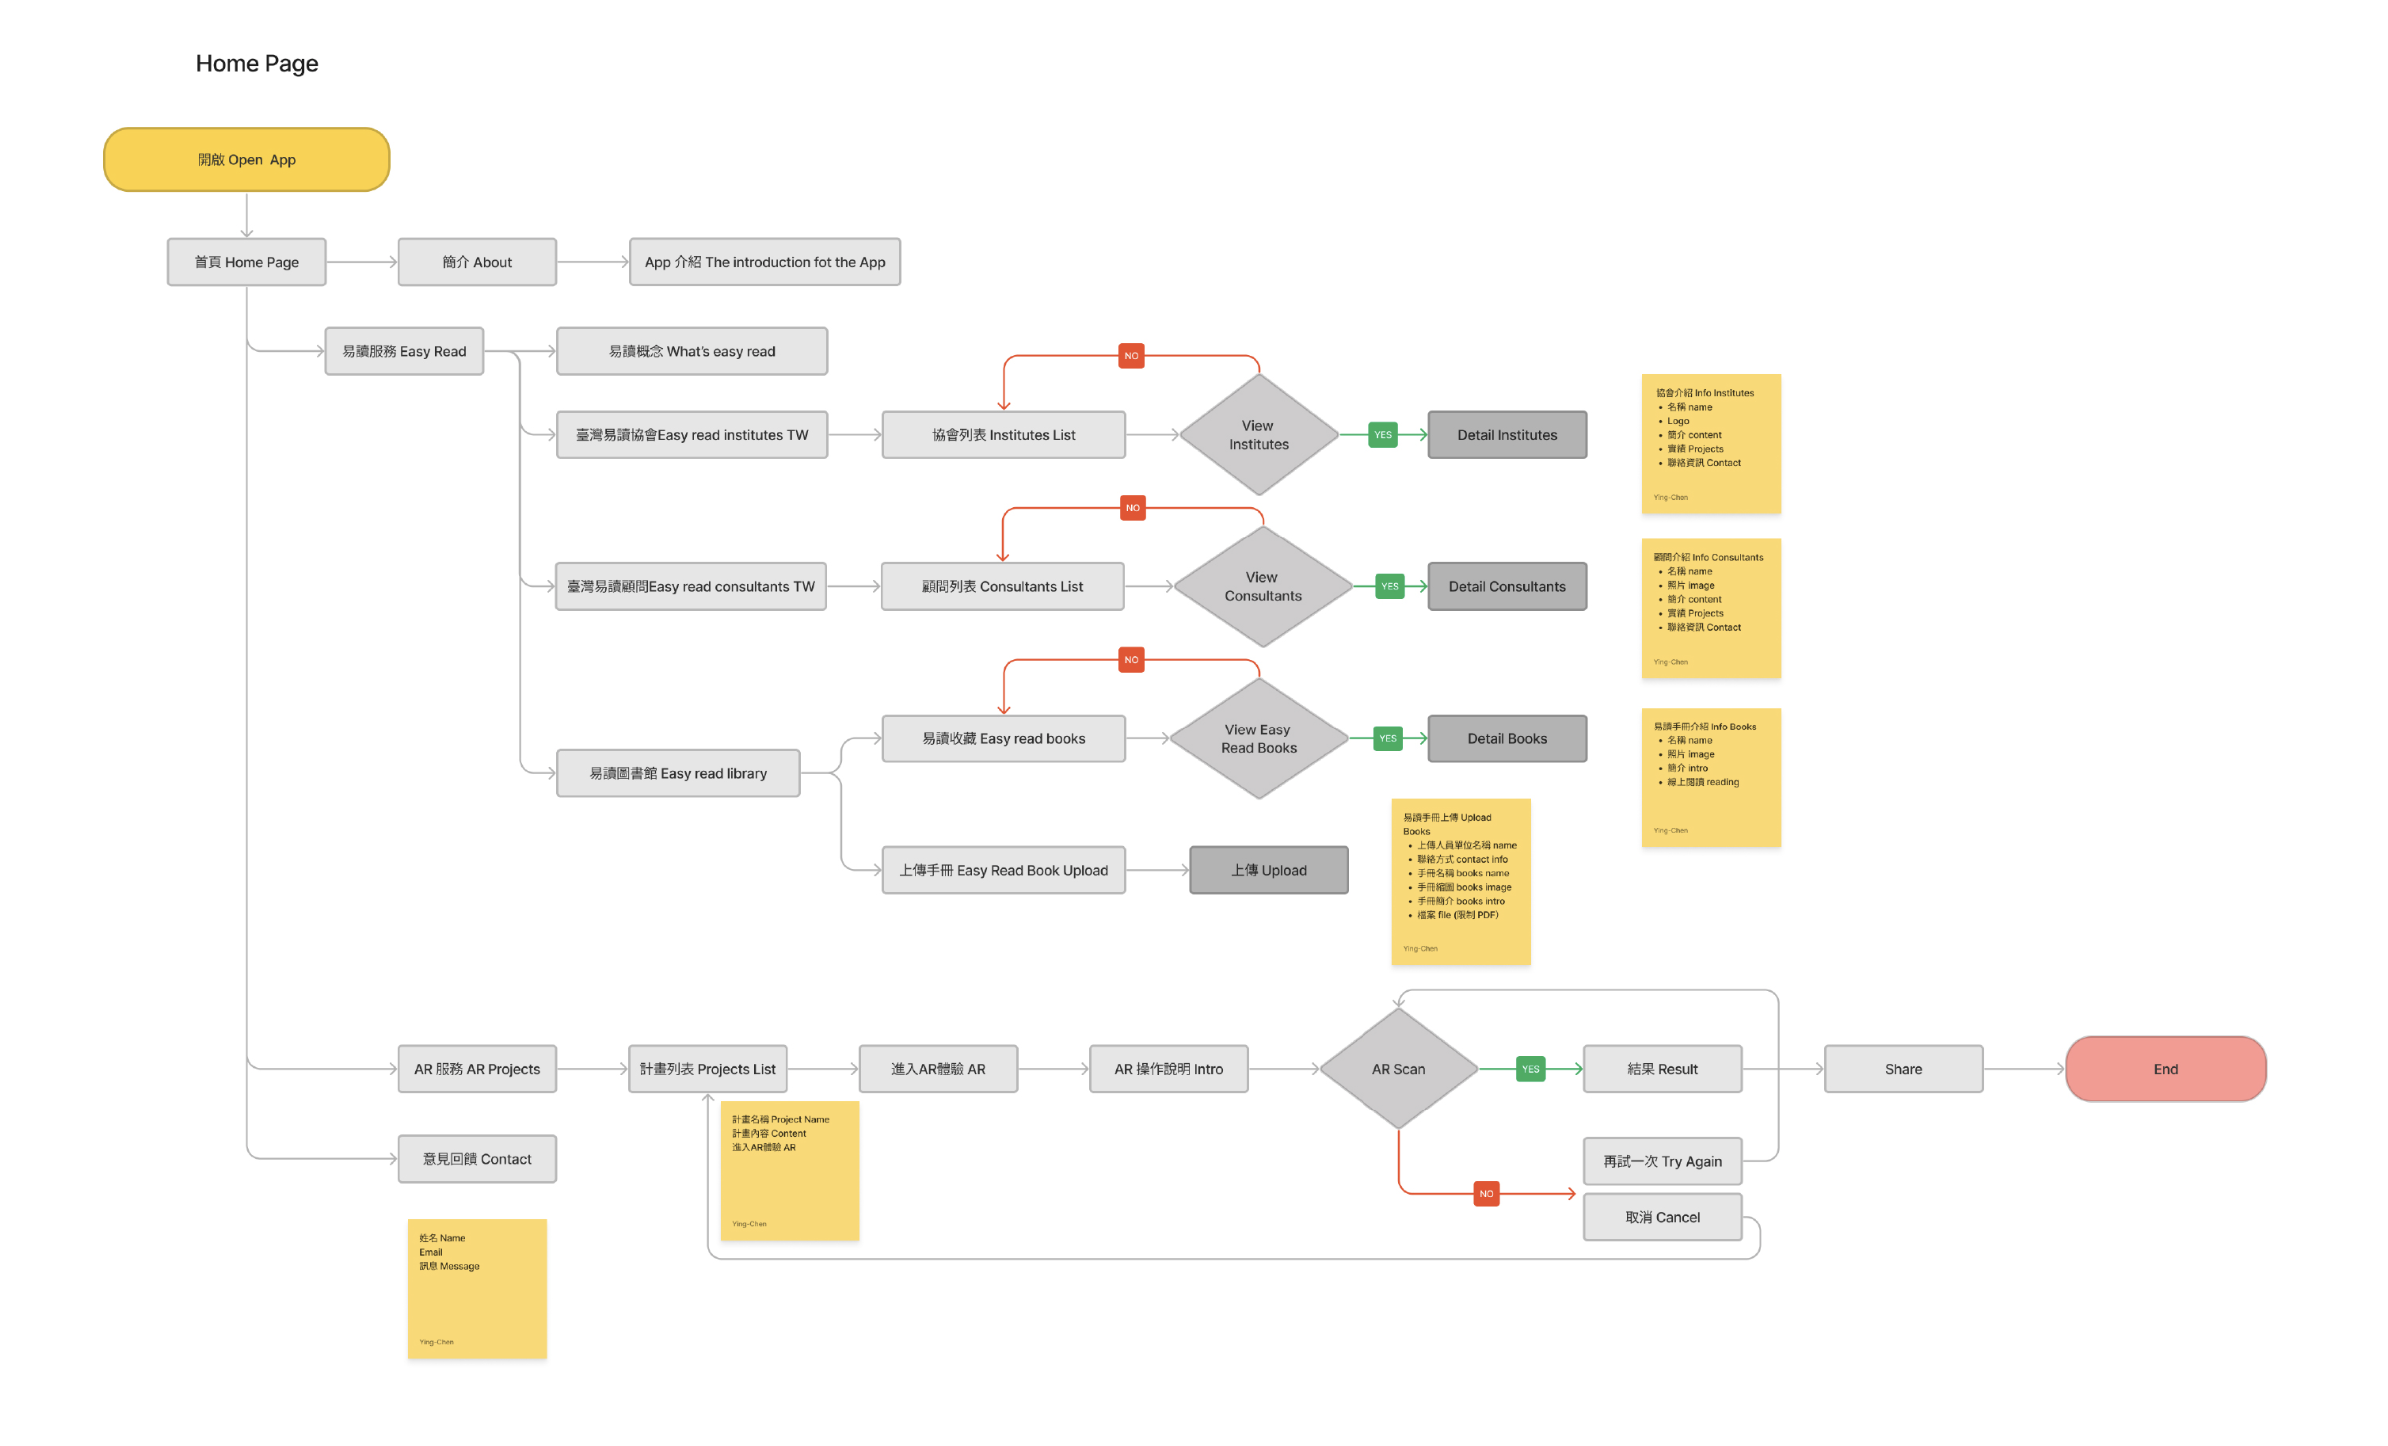 Home Page
開啟 Open  App
首頁 Home Page
簡介 About
App 介紹 The introduction fot the App
易讀服務 Easy Read
易讀概念 What's easy read
NO
臺灣易讀協會Easy read institutes TW
協會列表 Institutes List
View
Institutes
YES
Detail Institutes
協會介紹 Info Institutes
• 名稱 name
• Logo
• 簡介 content
• 實績 Projects
• 聯絡資訊 Contact
Ying-Chen
NO
臺灣易讀顧問Easy read consultants TW
顧問列表 Consultants List
View
Consultants
YES
Detail Consultants
顧問介紹 Info Consultants
• 名稱 name
• 照片 image
• 簡介 content
• 實績 Projects
• 聯絡資訊 Contact
Ying-Chen
NO
易讀圖書館 Easy read library
易讀收藏 Easy read books
View Easy
Read Books
YES
Detail Books
易讀手冊介紹 Info Books
• 名稱 name
• 照片 image
• 簡介 intro
• 線上閱讀 reading
Ying-Chen
上傳手冊 Easy Read Book Upload
上傳 Upload
易讀手冊上傳 Upload
Books
• 上傳人員單位名稱 name
• 聯絡方式 contact info
• 手冊名稱 books name
• 手冊縮圖 books image
• 手冊簡介 books intro
• 檔案 file (限制 PDF)
Ying-Chen
AR 服務 AR Projects
計畫列表 Projects List
進入AR體驗 AR
AR 操作說明 Intro
AR Scan
YES
結果 Result
Share
End
計畫名稱 Project Name
計畫內容 Content
進入AR體驗 AR
Ying-Chen
意見回饋 Contact
再試一次 Try Again
NO
取消 Cancel
姓名 Name
Email
訊息 Message
Ying-Chen